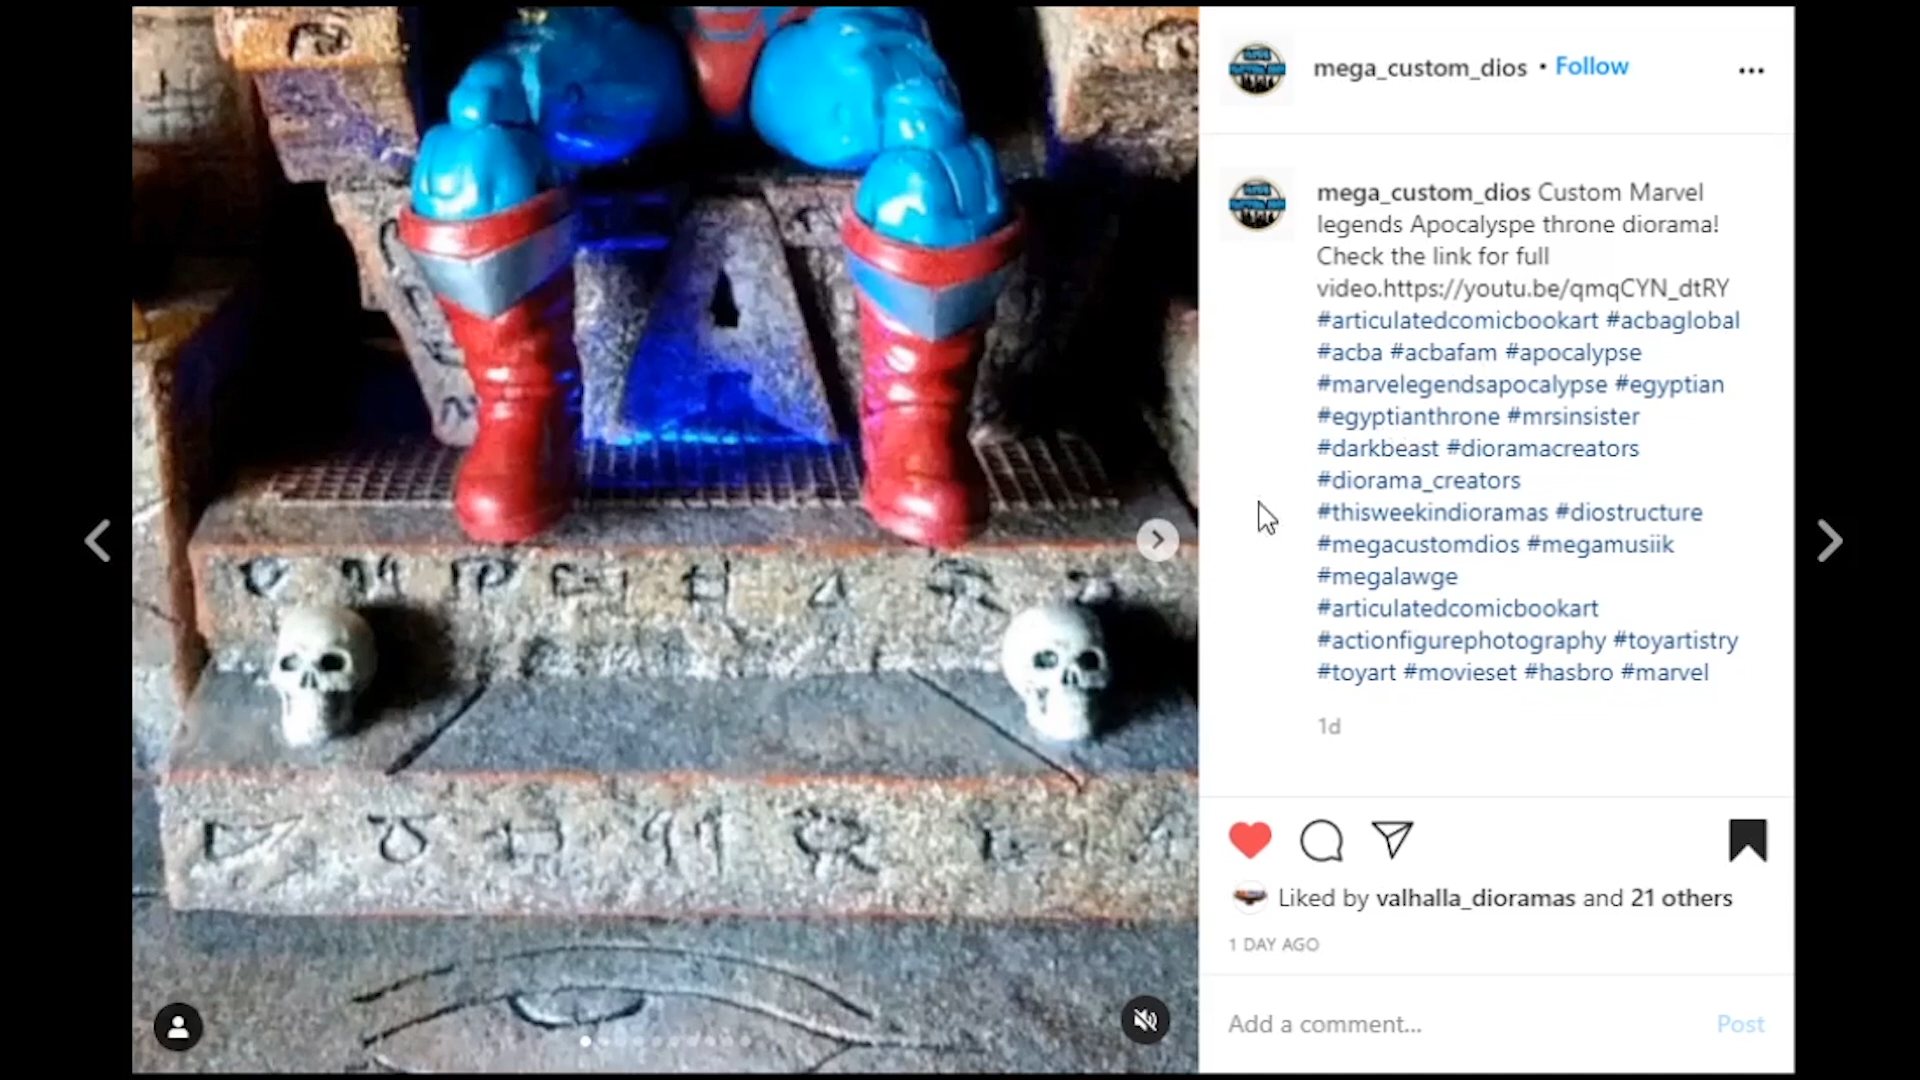 mega_custom_dios • Follow
mega_custom_dios Custom Marvel
legends Apocalyspe throne diorama!
Check the link for full
video.https://youtu.be/qmqCYN_dtRY
#articulatedcomicbookart #acbaglobal
#acba #acbafam #apocalypse
#marvelegendsapocalypse #egyptian
#egyptianthrone #mrsinsister
#darkbeast #dioramacreators
#diorama_creators
#thisweekindioramas #diostructure
#megacustomdios #megamusiik
#megalawge
#articulatedcomicbookart
#actionfigurephotography #toyartistry
#toyart #movieset #hasbro #marvel
1d
Liked by valhalla_dioramas and 21 others
1 DAY AGO
Add a comment... Post